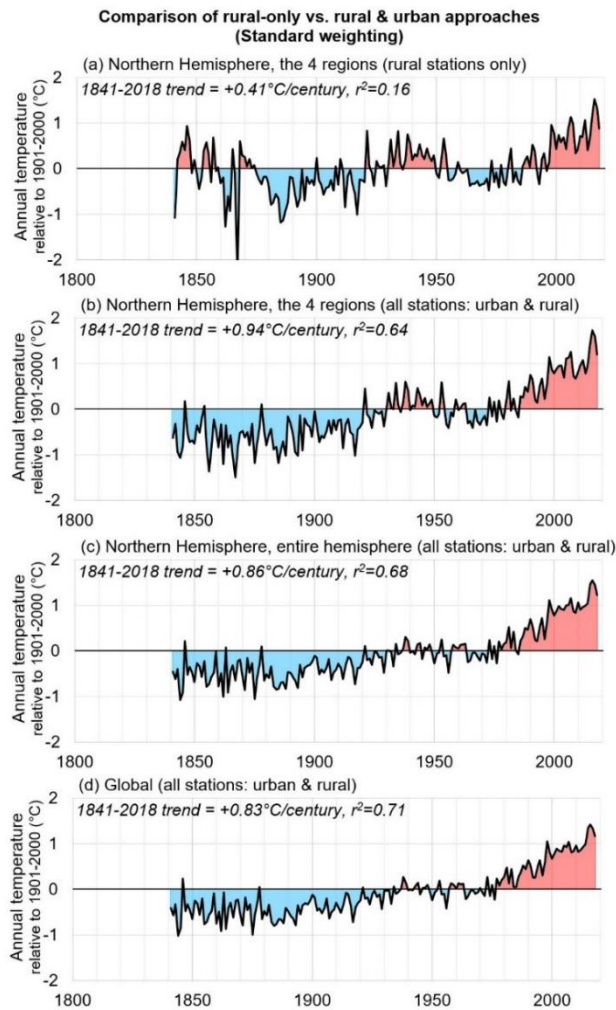 Comparison of rural-only vs. rural & urban approaches
(Standard weighting)
(a) Northern Hemisphere, the 4 regions (rural stations only)
1841-2018 trend = +0.41°C/century, r²=0.16
Annual temperature
relative to 1901-2000 (°C)
2
1
0
-1
-2
1800
1850
1900
1950
2000
(b) Northern Hemisphere, the 4 regions (all stations: urban & rural)
1841-2018 trend = +0.94°C/century, r²=0.64
Annual temperature
relative to 1901-2000 (°C)
2
1
0
-1
-2
1800
1850
1900
1950
2000
(c) Northern Hemisphere, entire hemisphere (all stations: urban & rural)
1841-2018 trend = +0.86°C/century, r²=0.68
Annual temperature
relative to 1901-2000 (°C)
2
1
0
-1
-2
1800
1850
1900
1950
2000
(d) Global (all stations: urban & rural)
1841-2018 trend = +0.83°C/century, r²=0.71
Annual temperature
relative to 1901-2000 (°C)
2
1
0
-1
-2
1800
1850
1900
1950
2000